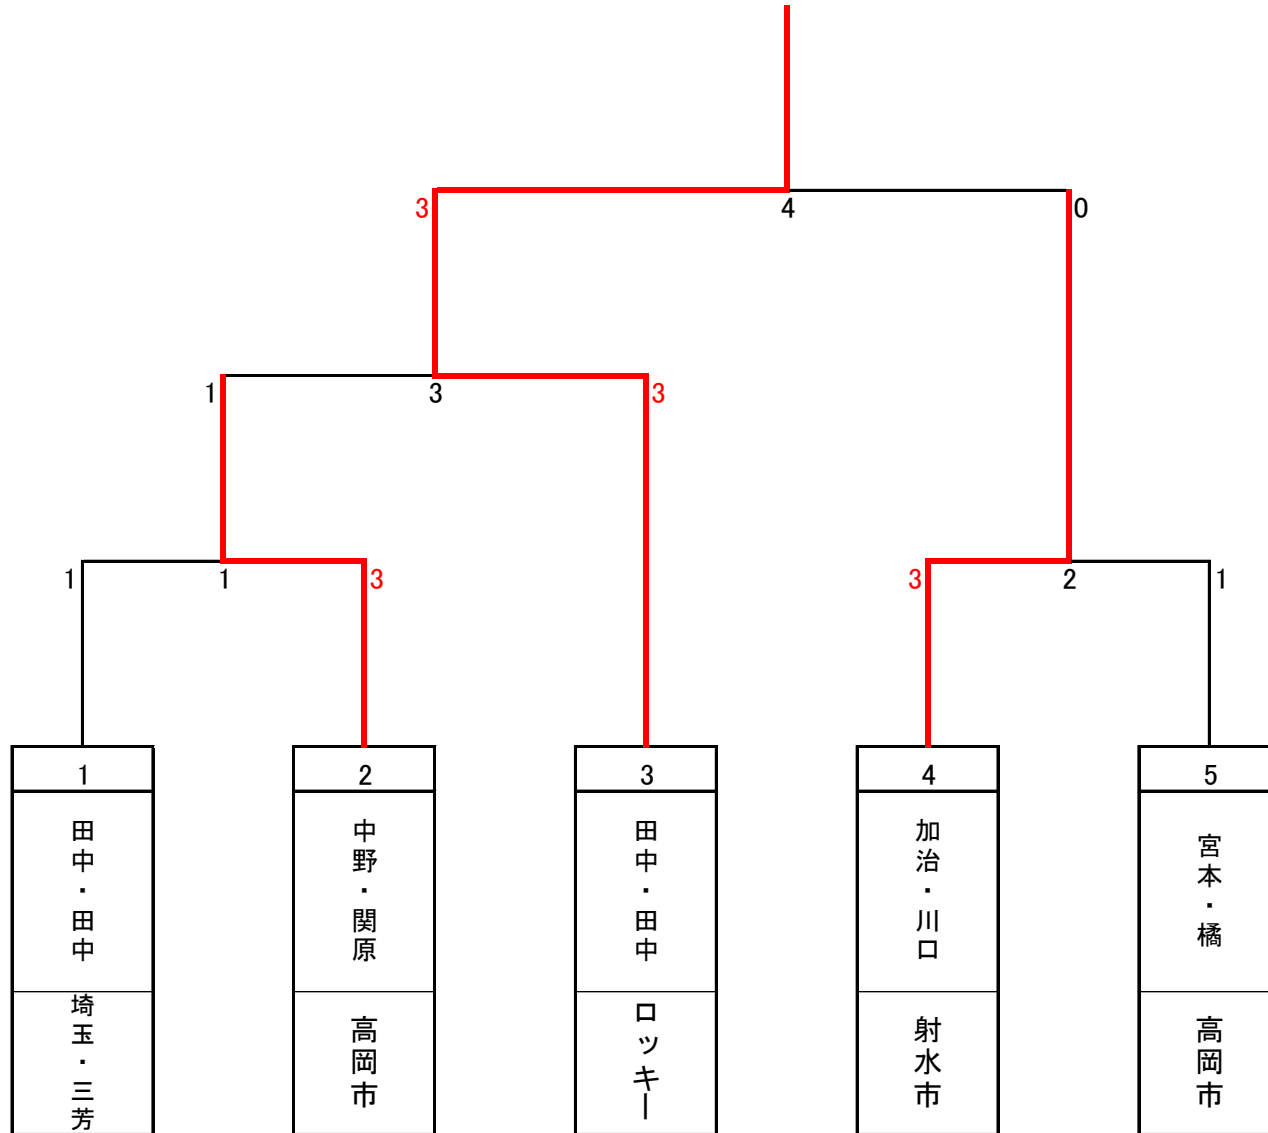 3 4 0
1 3 3
1 1 3 3 2 1
1 2 3 4 5
田中・田中
中野・関原
田中・田中
加治・川口
宮本・橘
埼玉・三芳
高岡市
ロッキー
射水市
高岡市